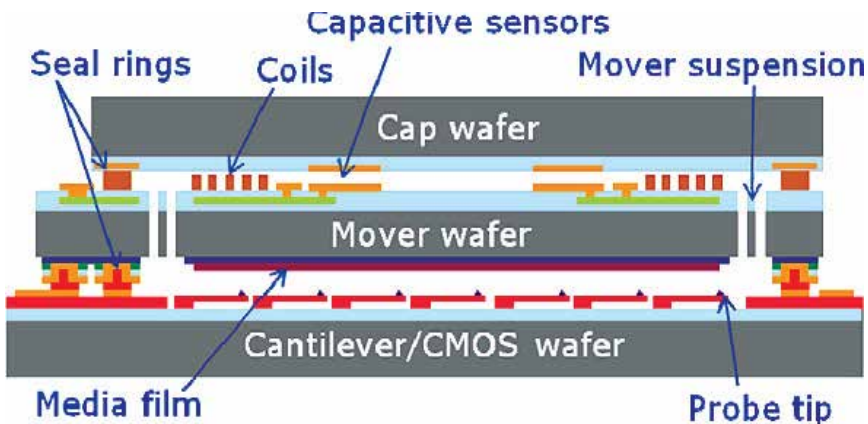 Capacitive sensors
Seal rings
Coils
Mover suspension
Cap wafer
Mover wafer
Cantilever/CMOS wafer
Media film
Probe tip